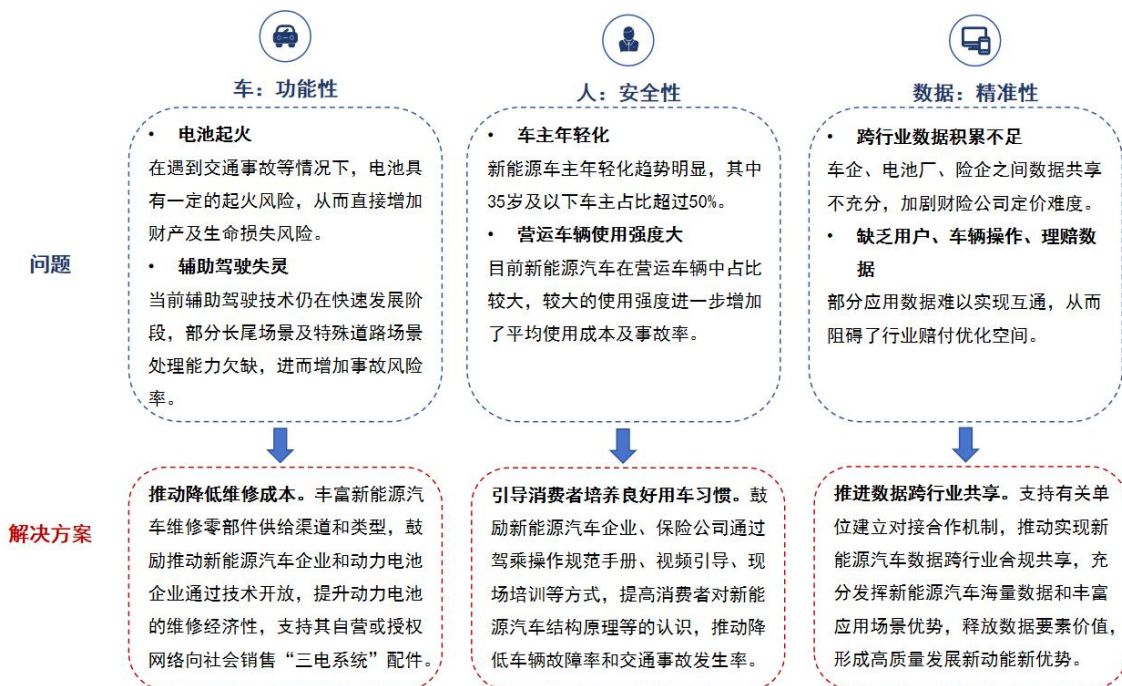 车：功能性
人：安全性
数据：精准性
问题
• 电池起火
在遇到交通事故等情况下，电池具
有一定的起火风险，从而直接增加
财产及生命损失风险。
• 辅助驾驶失灵
当前辅助驾驶技术仍在快速发展阶
段，部分长尾场景及特殊道路场景
处理能力欠缺，进而增加事故风险
率。
• 车主年轻化
新能源车主年轻化趋势明显，其中
35岁及以下车主占比超过50%。
• 营运车辆使用强度大
目前新能源汽车在营运车辆中占比
较大，较大的使用强度进一步增加
了平均使用成本及事故率。
• 跨行业数据积累不足
车企、电池厂、险企之间数据共享
不充分，加剧财险公司定价难度。
• 缺乏用户、车辆操作、理赔数
据
部分应用数据难以实现互通，从而
阻碍了行业赔付优化空间。
解决方案
推动降低维修成本。丰富新能源汽
车维修零部件供给渠道和类型，鼓
励推动新能源汽车企业和动力电池
企业通过技术开放，提升动力电池
的维修经济性，支持其自营或授权
网络向社会销售“三电系统”配件。
引导消费者培养良好用车习惯。鼓
励新能源汽车企业、保险公司通过
驾乘操作规范手册、视频引导、现
场培训等方式，提高消费者对新能
源汽车结构原理等的认识，推动降
低车辆故障率和交通事故发生率。
推进数据跨行业共享。支持有关单
位建立对接合作机制，推动实现新
能源汽车数据跨行业合规共享，充
分发挥新能源汽车海量数据和丰富
应用场景优势，释放数据要素价值，
形成高质量发展新动能新优势。